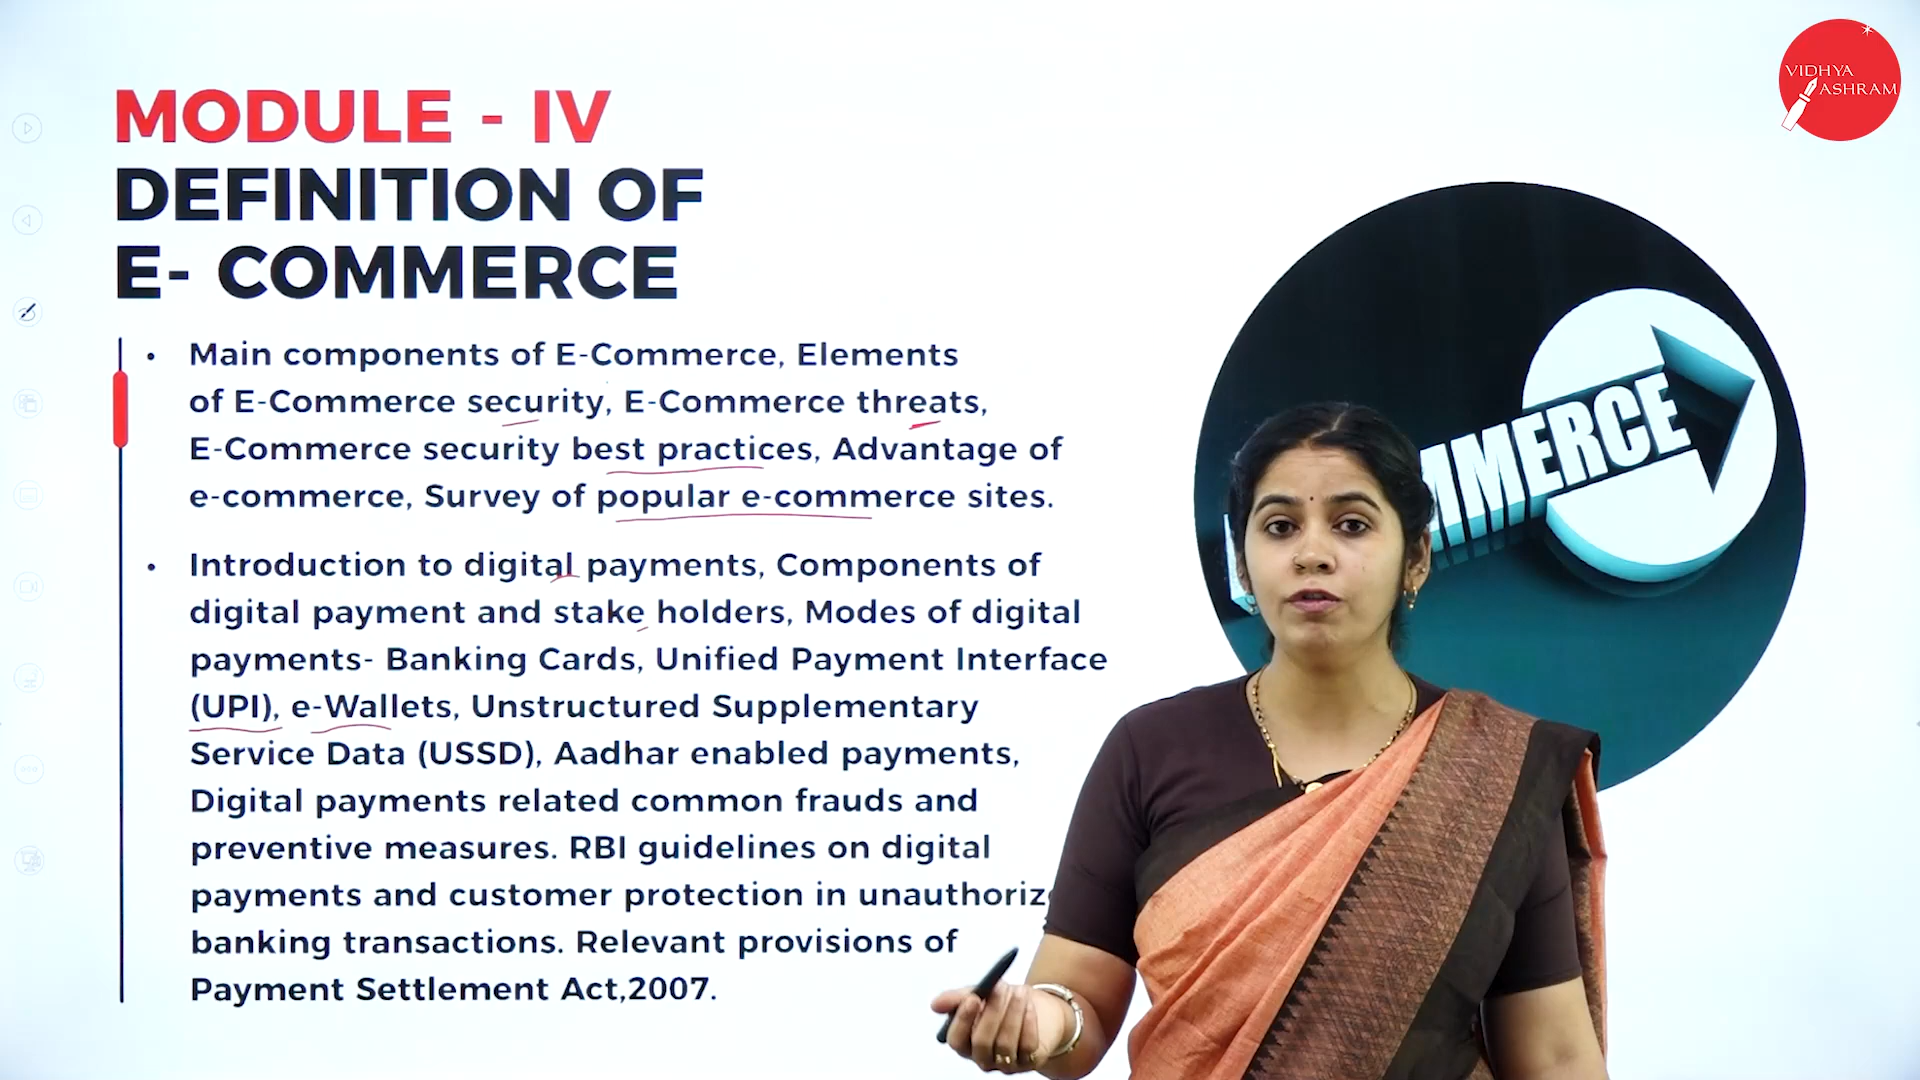 VIDHYA
ASHRAM
MODULE - IV
DEFINITION OF
E- COMMERCE
• Main components of E-Commerce, Elements
of E-Commerce security, E-Commerce threats,
E-Commerce security best practices, Advantage of
e-commerce, Survey of popular e-commerce sites.
• Introduction to digital payments, Components of
digital payment and stake holders, Modes of digital
payments- Banking Cards, Unified Payment Interface
(UPI), e-Wallets, Unstructured Supplementary
Service Data (USSD), Aadhar enabled payments,
Digital payments related common frauds and
preventive measures. RBI guidelines on digital
payments and customer protection in
banking transactions. Relevant provisions of
Payment Settlement Act,2007.
MMERCE